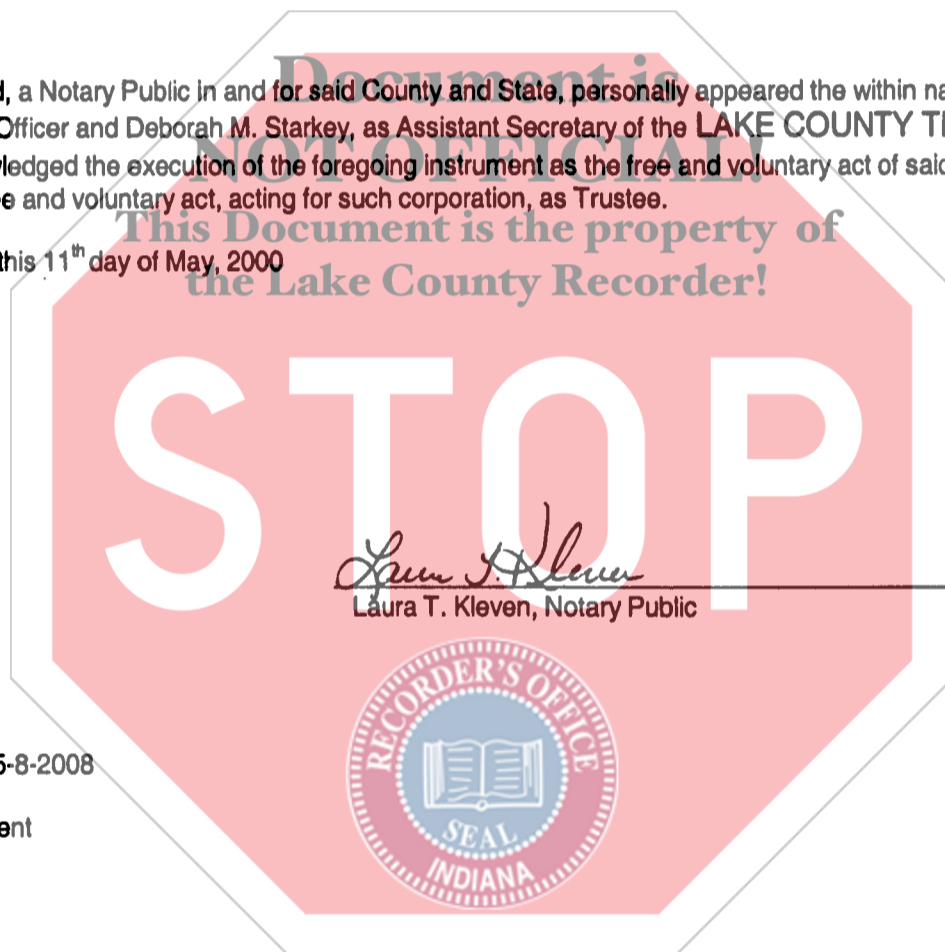 Document is
d, a Notary Public in and for said County and State, personally appeared the within na
Officer and Deborah M. Starkey, as Assistant Secretary of the LAKE COUNTY T
NOT OFFICIAL!
ledged the execution of the foregoing instrument as the free and voluntary act of said
e and voluntary act, acting for such corporation, as Trustee.
This Document is the property of
this 11th day of May, 2000
the Lake County Recorder!
STOP
Laura T. Kleven
Laura T. Kleven, Notary Public
RECORDER'S OFFICE
SEAL
INDIANA
5-8-2008
ent